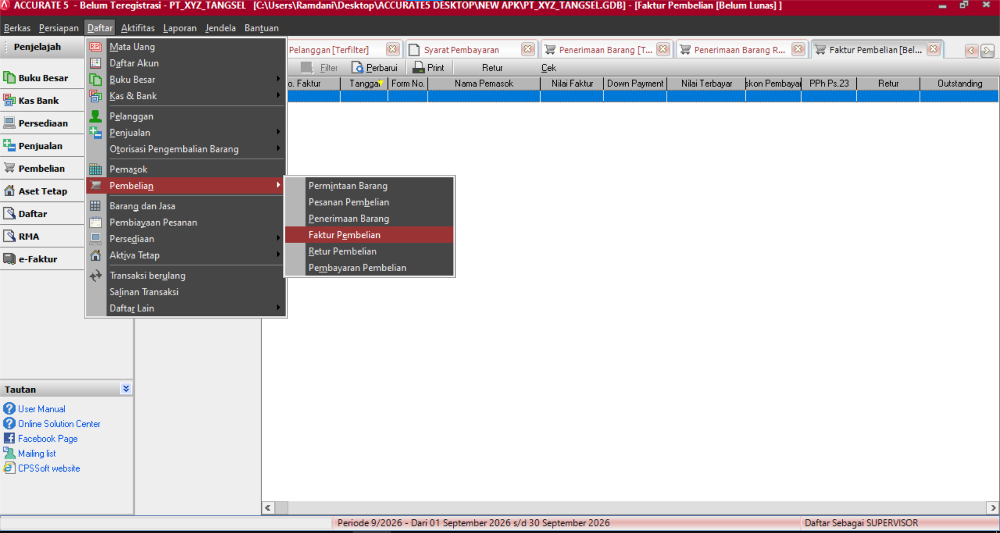 ACCURATE 5 - Belum Teregistrasi - PT_XYZ_TANGSEL [C:\Users\Ramdani\Desktop\ACCURATE5 DESKTOP\NEW APK\PT_XYZ_TANGSEL.GDB] - [Faktur Pembelian [Belum Lunas] ]
Berkas Persiapan Daftar Aktifitas Laporan Jendela Bantuan
Penjelajah
Buku Besar
Kas Bank
Persediaan
Penjualan
Pembelian
Aset Tetap
Daftar
RMA
e-Faktur
RP
Mata Uang
Daftar Akun
Buku Besar
Kas & Bank
Pelanggan
Penjualan
Otorisasi Pengembalian Barang
Pemasok
Pembelian
Barang dan Jasa
Pembiayaan Pesanan
Persediaan
Aktiva Tetap
Transaksi berulang
Salinan Transaksi
Daftar Lain
Permintaan Barang
Pesanan Pembelian
Penerimaan Barang
Faktur Pembelian
Retur Pembelian
Pembayaran Pembelian
Pelanggan [Terfilter] Syarat Pembayaran Penerimaan Barang [T... Penerimaan Barang R... Faktur Pembelian [Bel...
Filter Perbarui Print Retur Cek
o. Faktur Tanggal Form No. Nama Pemasok Nilai Faktur Down Payment Nilai Terbayar skon Pembayar PPh Ps.23 Retur Outstanding
Tautan
User Manual
Online Solution Center
Facebook Page
Mailing list
CPSSoft website
Periode 9/2026 - Dari 01 September 2026 s/d 30 September 2026
Daftar Sebagai SUPERVISOR